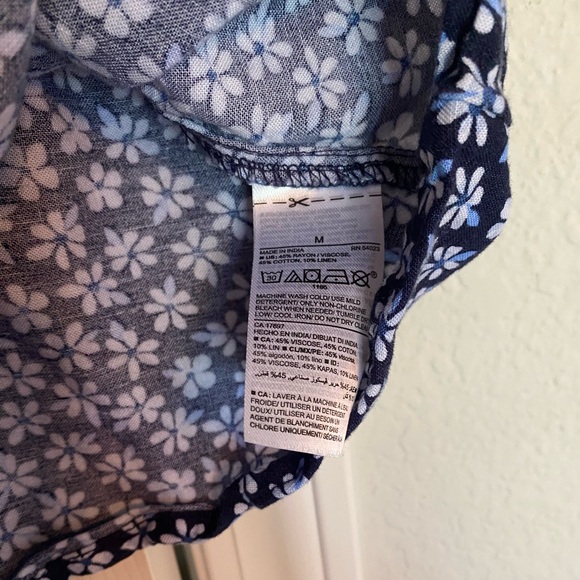 M
MADE IN INDIA
■ US: 45% RAYON / VISCOSE,
45% COTTON, 10% LINEN
30
1166
MACHINE WASH COLD/ USE MILD
DETERGENT/ ONLY NON-CHLORINE
BLEACH WHEN NEEDED/ TUMBLE DRY
LOW/ COOL IRON/ DO NOT DRY CLEAN
CA 17897
HECHO EN INDIA/ DIBUAT DI INDIA
■ CA: 45% VISCOSE, 45% COTON,
10% LIN ■ CL/MX/PE: 45% viscosa,
45% algodón, 10% lino ■ ID:
45% VISCOSE, 45% KAPAS, 10% LINEN
■ CA : LAVER À LA MACHINE À L'EAU
FROIDE/ UTILISER UN DÉTERGENT
DOUX/ UTILISER AU BESOIN UN
AGENT DE BLANCHIMENT SANS
CHLORE UNIQUEMENT/ SÉCHER